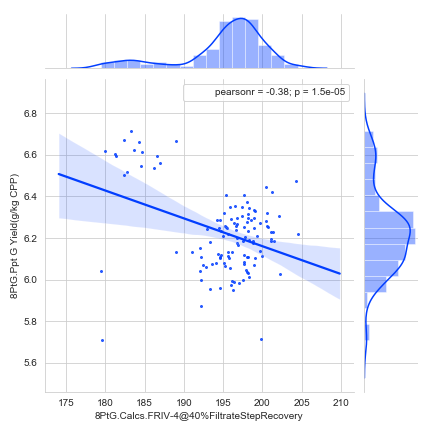 pearsonr = -0.38; p = 1.5e-05
8PtG.Ppt G Yield(g/kg CPP)
6.8
6.6
6.4
6.2
6.0
5.8
5.6
175 180 185 190 195 200 205 210
8PtG.Calcs.FRIV-4@40%FiltrateStepRecovery